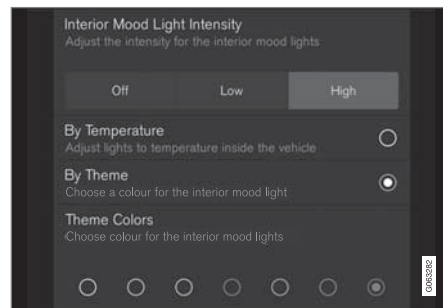 Interior Mood Light Intensity
Adjust the intensity for the interior mood lights
Off Low High
By Temperature
Adjust lights to temperature inside the vehicle
By Theme
Choose a colour for the interior mood light
Theme Colors
Choose colour for the interior mood lights
G063282